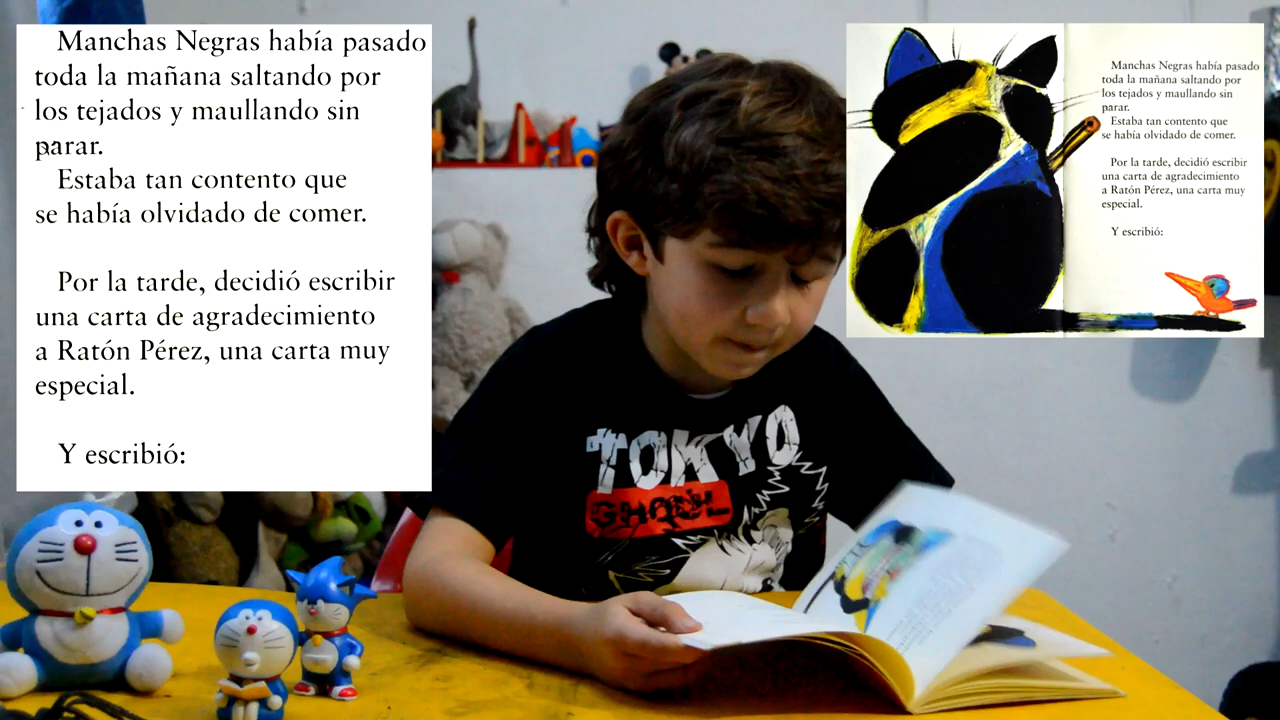 Manchas Negras había pasado
toda la mañana saltando por
los tejados y maullando sin
parar.
Estaba tan contento que
se había olvidado de comer.
Por la tarde, decidió escribir
una carta de agradecimiento
a Ratón Pérez, una carta muy
especial.
Y escribió:
Manchas Negras había pasado
toda la mañana saltando por
los tejados y maullando sin
parar.
Estaba tan contento que
se había olvidado de comer.
Por la tarde, decidió escribir
una carta de agradecimiento
a Ratón Pérez, una carta muy
especial.
Y escribió:
TOKYO
GHOUL